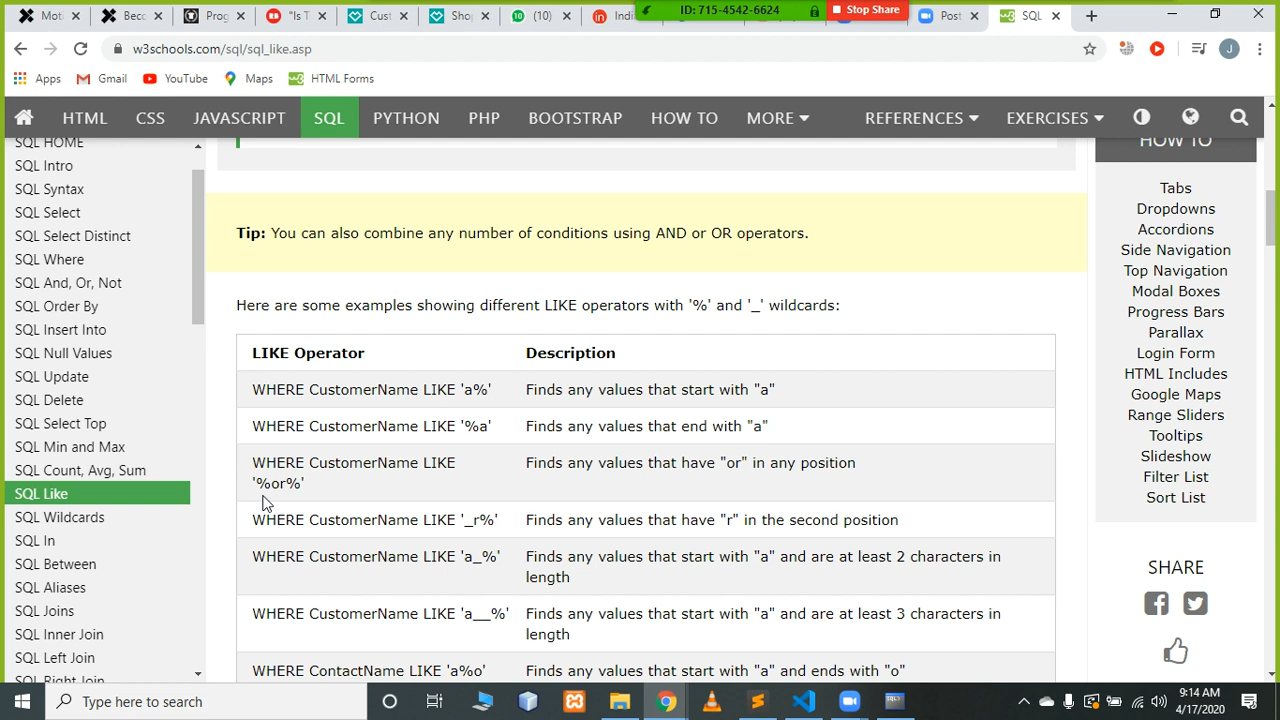 Moti
Becc
Prog
"Is T
Cust
Shop
(10)
Indi
ID: 715-4542-6624
Stop Share
Post
SQL
w3schools.com/sql/sql_like.asp
J
Apps
Gmail
YouTube
Maps
HTML Forms
HTML
CSS
JAVASCRIPT
SQL
PYTHON
PHP
BOOTSTRAP
HOW TO
MORE
REFERENCES
EXERCISES
SQL HOME
SQL Intro
SQL Syntax
SQL Select
SQL Select Distinct
SQL Where
SQL And, Or, Not
SQL Order By
SQL Insert Into
SQL Null Values
SQL Update
SQL Delete
SQL Select Top
SQL Min and Max
SQL Count, Avg, Sum
SQL Like
SQL Wildcards
SQL In
SQL Between
SQL Aliases
SQL Joins
SQL Inner Join
SQL Left Join
SQL Right Join
Tip: You can also combine any number of conditions using AND or OR operators.
Here are some examples showing different LIKE operators with '%' and '_' wildcards:
LIKE Operator
Description
WHERE CustomerName LIKE 'a%'
Finds any values that start with "a"
WHERE CustomerName LIKE '%a'
Finds any values that end with "a"
WHERE CustomerName LIKE
'%or%'
Finds any values that have "or" in any position
WHERE CustomerName LIKE '_r%'
Finds any values that have "r" in the second position
WHERE CustomerName LIKE 'a_%'
Finds any values that start with "a" and are at least 2 characters in
length
WHERE CustomerName LIKE 'a__%'
Finds any values that start with "a" and are at least 3 characters in
length
WHERE ContactName LIKE 'a%o'
Finds any values that start with "a" and ends with "o"
HOW TO
Tabs
Dropdowns
Accordions
Side Navigation
Top Navigation
Modal Boxes
Progress Bars
Parallax
Login Form
HTML Includes
Google Maps
Range Sliders
Tooltips
Slideshow
Filter List
Sort List
SHARE
Type here to search
9:14 AM
4/17/2020